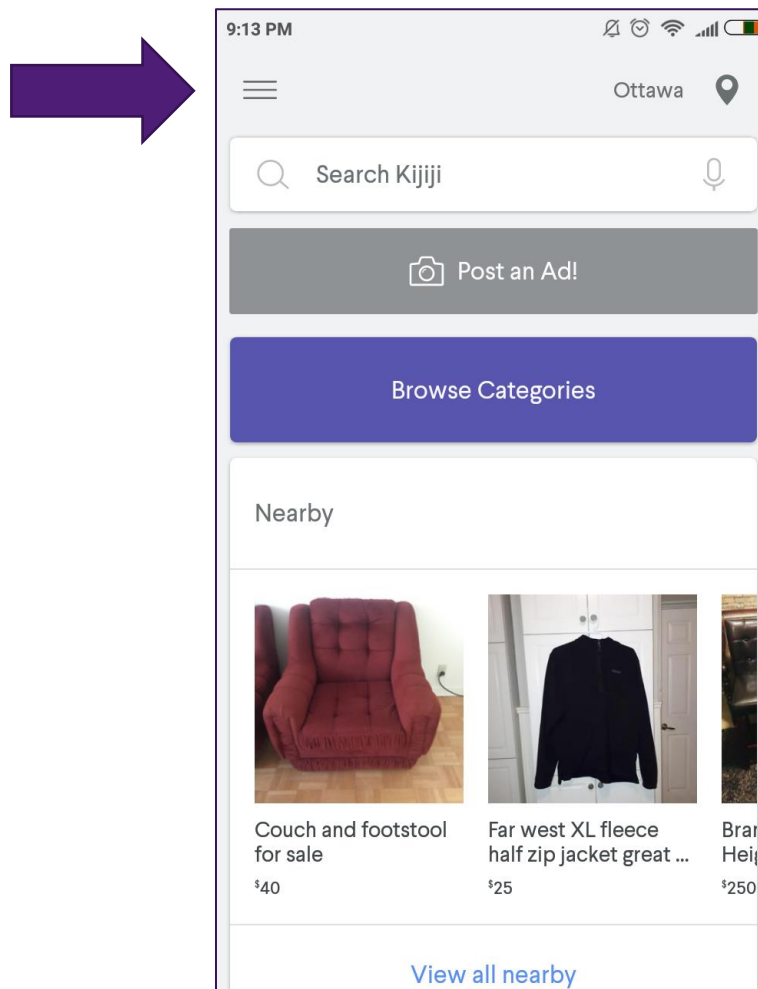 9:13 PM
Ottawa
Search Kijiji
Post an Ad!
Browse Categories
Nearby
Couch and footstool
for sale
$40
Far west XL fleece
half zip jacket great ...
$25
$250
View all nearby